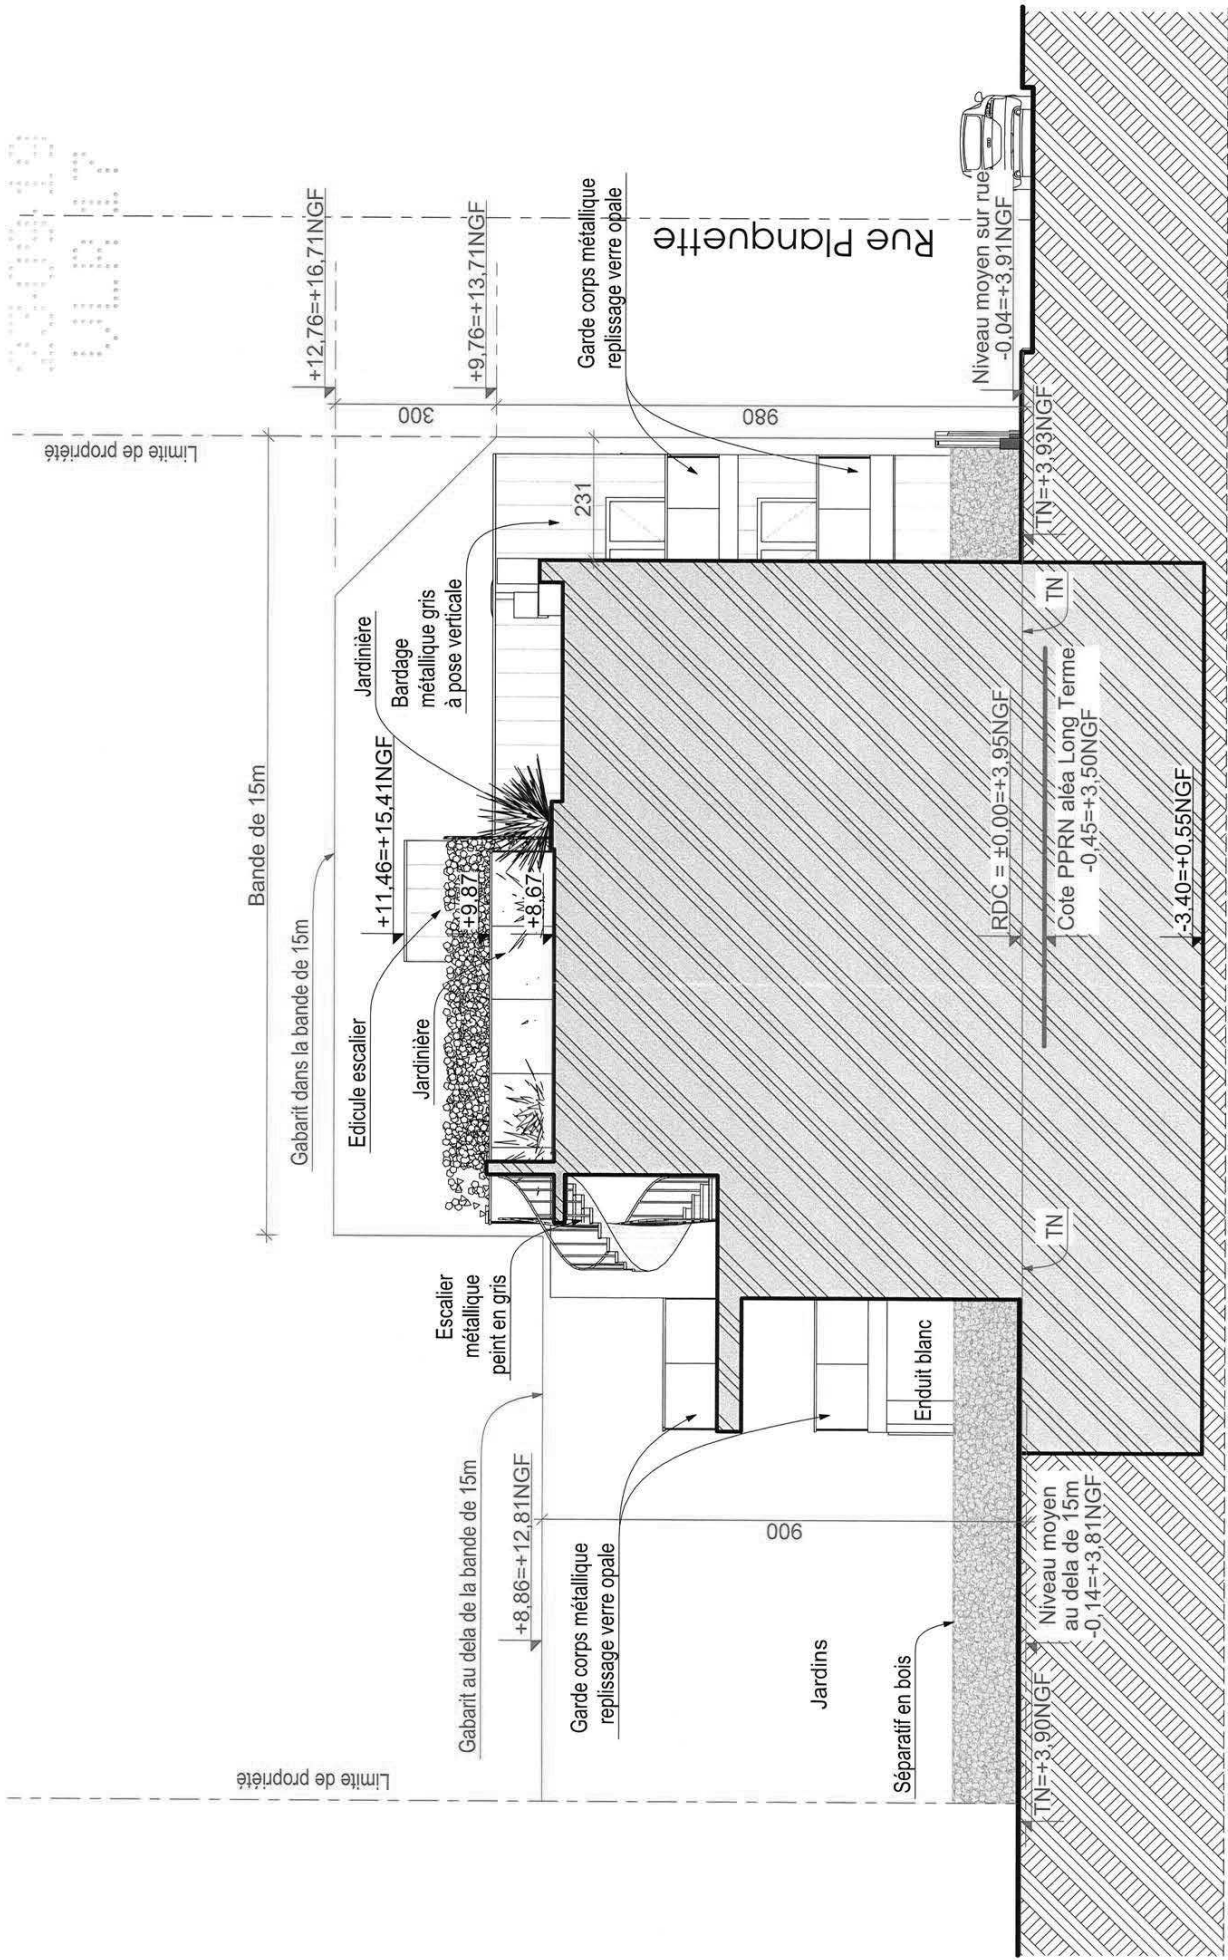 23.09.19
VLR 17
Limite de propriété
Limite de propriété
Bande de 15m
Gabarit dans la bande de 15m
+12,76=+16,71NGF
300
+9,76=+13,71NGF
980
231
Edicule escalier
+11,46=+15,41NGF
Jardinière
Bardage
métallique gris
à pose verticale
Jardinière
+9,87
+8,67
Garde corps métallique
replissage verre opale
Rue Planquette
Niveau moyen sur rue
-0,04=+3,91NGF
TN=+3,93NGF
Escalier
métallique
peint en gris
Gabarit au dela de la bande de 15m
+8,86=+12,81NGF
900
Garde corps métallique
replissage verre opale
Enduit blanc
Jardins
Séparatif en bois
TN=+3,90NGF
Niveau moyen
au dela de 15m
-0,14=+3,81NGF
TN
TN
RDC = ±0,00=+3,95NGF
Cote PPRN aléa Long Terme
-0,45=+3,50NGF
-3,40=+0,55NGF